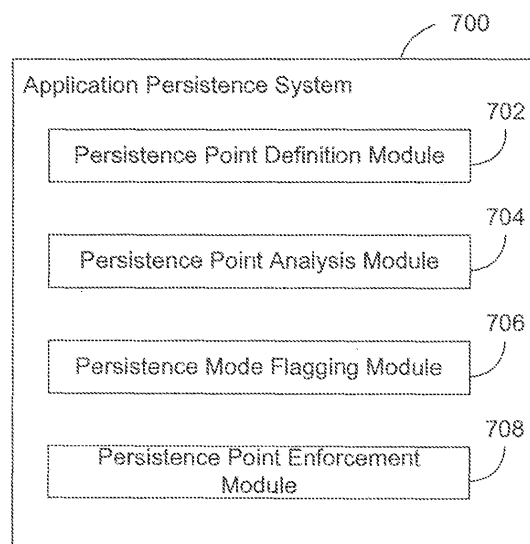 700
Application Persistence System
702
Persistence Point Definition Module
704
Persistence Point Analysis Module
706
Persistence Mode Flagging Module
708
Persistence Point Enforcement
Module